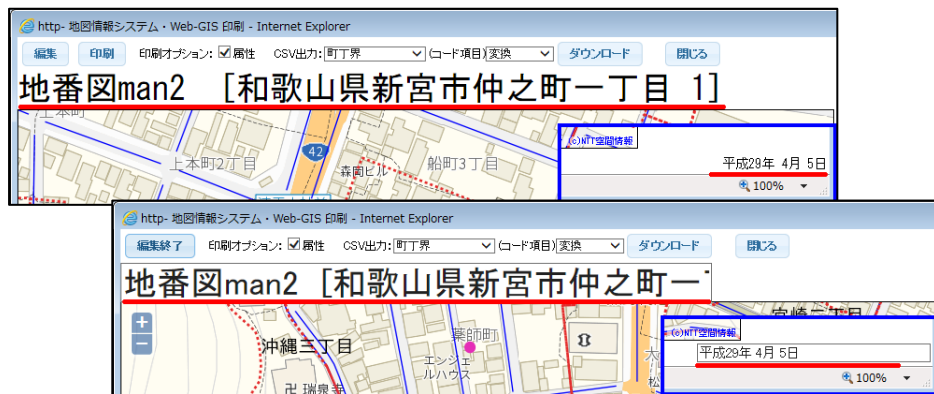 http- 地図情報システム・Web-GIS 印刷 - Internet Explorer
編集 印刷 印刷オプション: 属性 CSV出力: 町丁界 (コード項目) 変換 ダウンロード 閉じる
地番図man2 [和歌山県新宮市仲之町一丁目 1]
上本町
上本町2丁目
42
森岡ビル
船町3丁目
(c)NTT空間情報
平成29年 4月 5日
100%
http- 地図情報システム・Web-GIS 印刷 - Internet Explorer
編集終了 印刷オプション: 属性 CSV出力: 町丁界 (コード項目) 変換 ダウンロード 閉じる
地番図man2 [和歌山県新宮市仲之町一
+
−
沖縄三丁目
薬師町
エンジェ
ルハウス
卍 瑞泉寺
(c)NTT空間情報
平成29年 4月 5日
松
100%